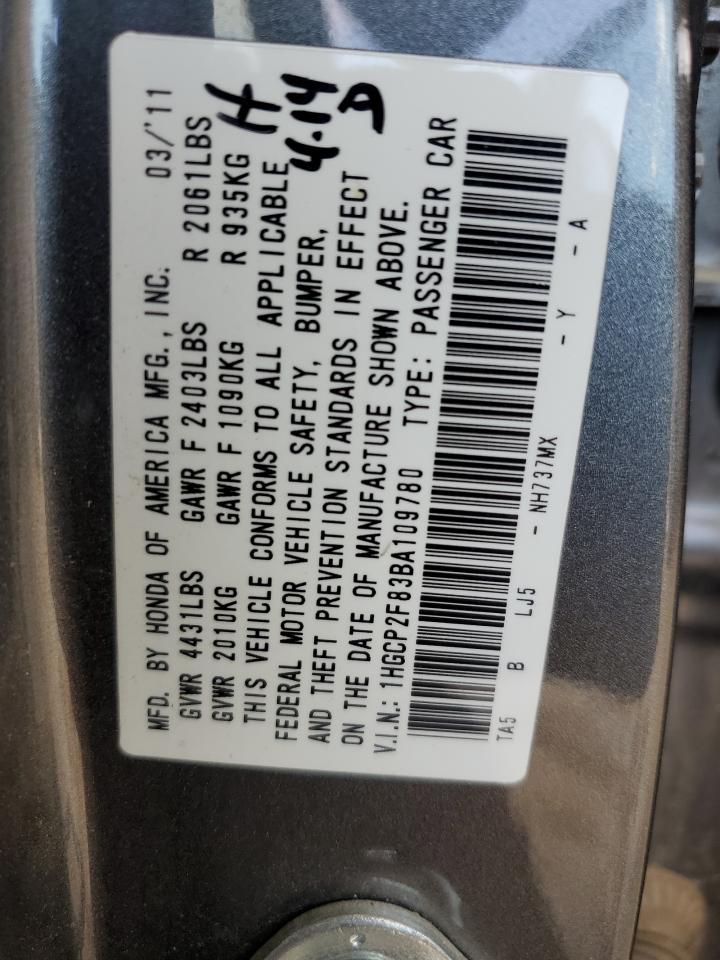 MFD. BY HONDA OF AMERICA MFG., INC. 03/'11
GVWR 4431LBS GAWR F 2403LBS R 2061LBS
GVWR 2010KG GAWR F 1090KG R 935KG
THIS VEHICLE CONFORMS TO ALL APPLICABLE
FEDERAL MOTOR VEHICLE SAFETY, BUMPER,
AND THEFT PREVENTION STANDARDS IN EFFECT
ON THE DATE OF MANUFACTURE SHOWN ABOVE.
V.I.N.: 1HGCP2F83BA109780 TYPE: PASSENGER CAR
TA5 B LJ5 - NH737MX - Y - A
H
4.14
D